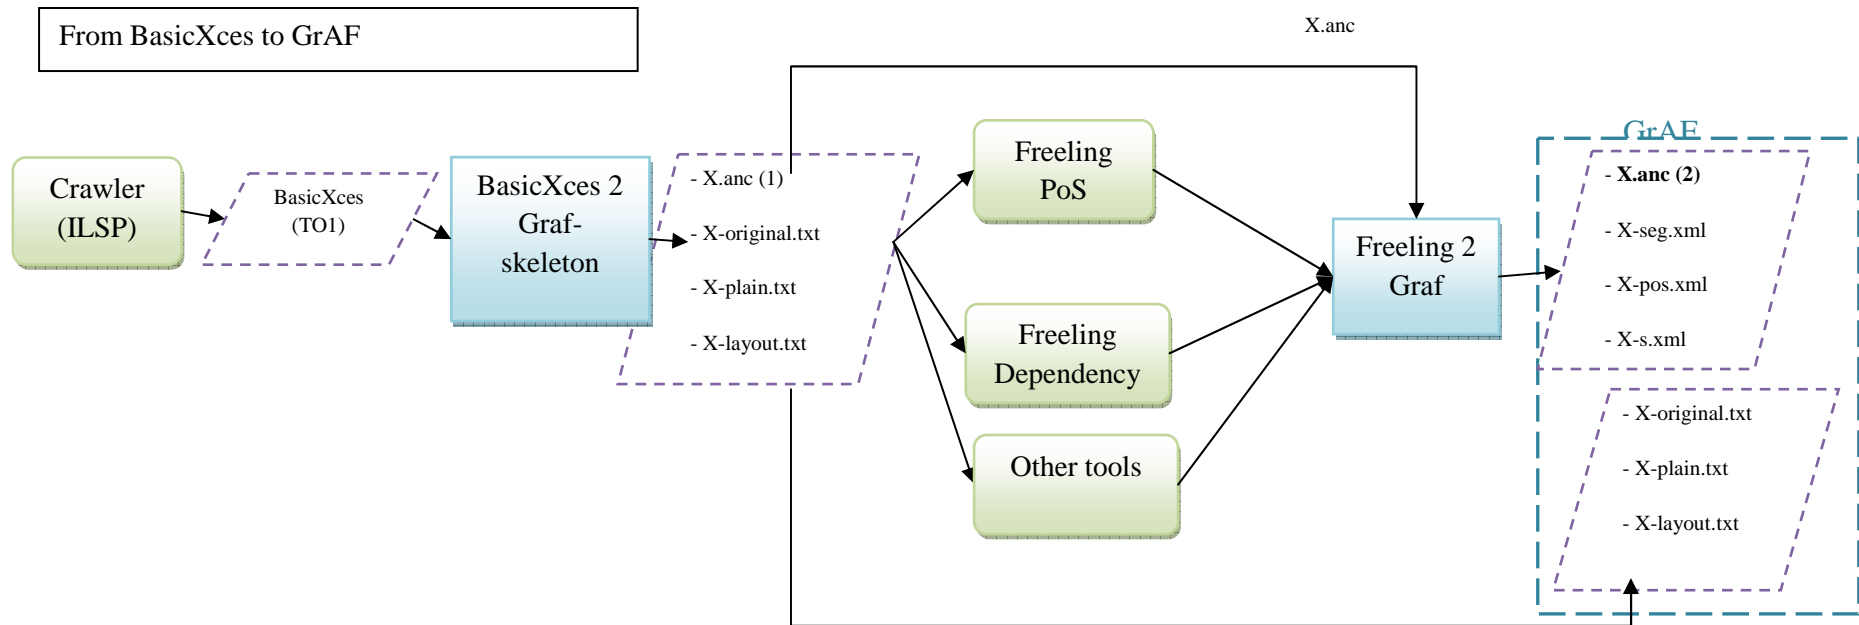 From BasicXces to GrAF
X.anc
Crawler
(ILSP)
BasicXces
(TO1)
BasicXces 2
Graf-
skeleton
- X.anc (1)
- X-original.txt
- X-plain.txt
- X-layout.txt
Freeling
PoS
Freeling
Dependency
Other tools
Freeling 2
Graf
GrAF
- X.anc (2)
- X-seg.xml
- X-pos.xml
- X-s.xml
- X-original.txt
- X-plain.txt
- X-layout.txt